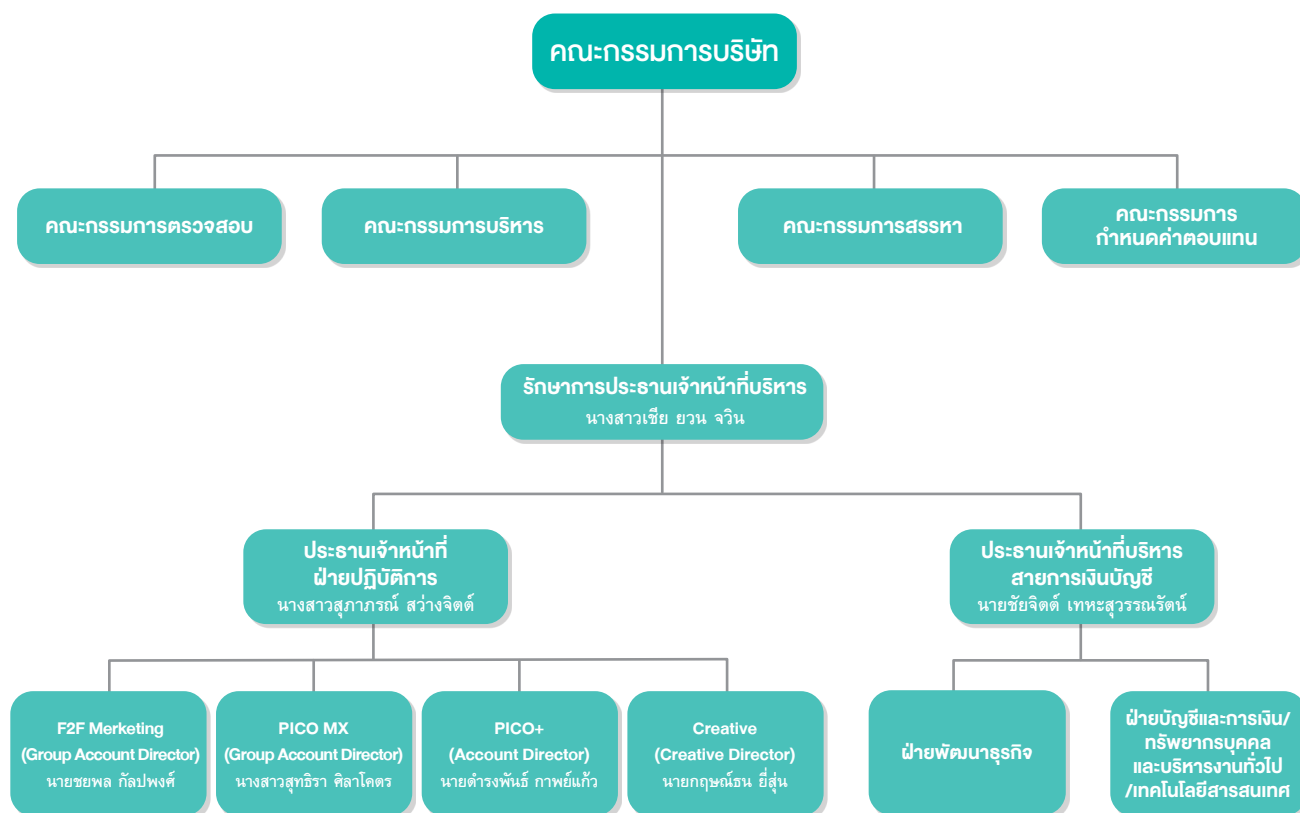 คณะกรรมการบริษัท
คณะกรรมการตรวจสอบ
คณะกรรมการบริหาร
คณะกรรมการสรรหา
คณะกรรมการ
กำหนดค่าตอบแทน
รักษาการประธานเจ้าหน้าที่บริหาร
นางสาวเชีย ยวน จวิน
ประธานเจ้าหน้าที่
ฝ่ายปฏิบัติการ
นางสาวสุภาภรณ์ สว่างจิตต์
ประธานเจ้าหน้าที่บริหาร
สายการเงินบัญชี
นายชัยจิตต์ เทหะสุวรรณรัตน์
F2F Merketing
(Group Account Director)
นายชยพล กัลปพงศ์
PICO MX
(Group Account Director)
นางสาวสุทธิรา ศิลาโคตร
PICO+
(Account Director)
นายดำรงพันธ์ กาพย์แก้ว
Creative
(Creative Director)
นายกฤษณ์ธน ยี่สุ่น
ฝ่ายพัฒนาธุรกิจ
ฝ่ายบัญชีและการเงิน/
ทรัพยากรบุคคล
และบริหารงานทั่วไป
/เทคโนโลยีสารสนเทศ